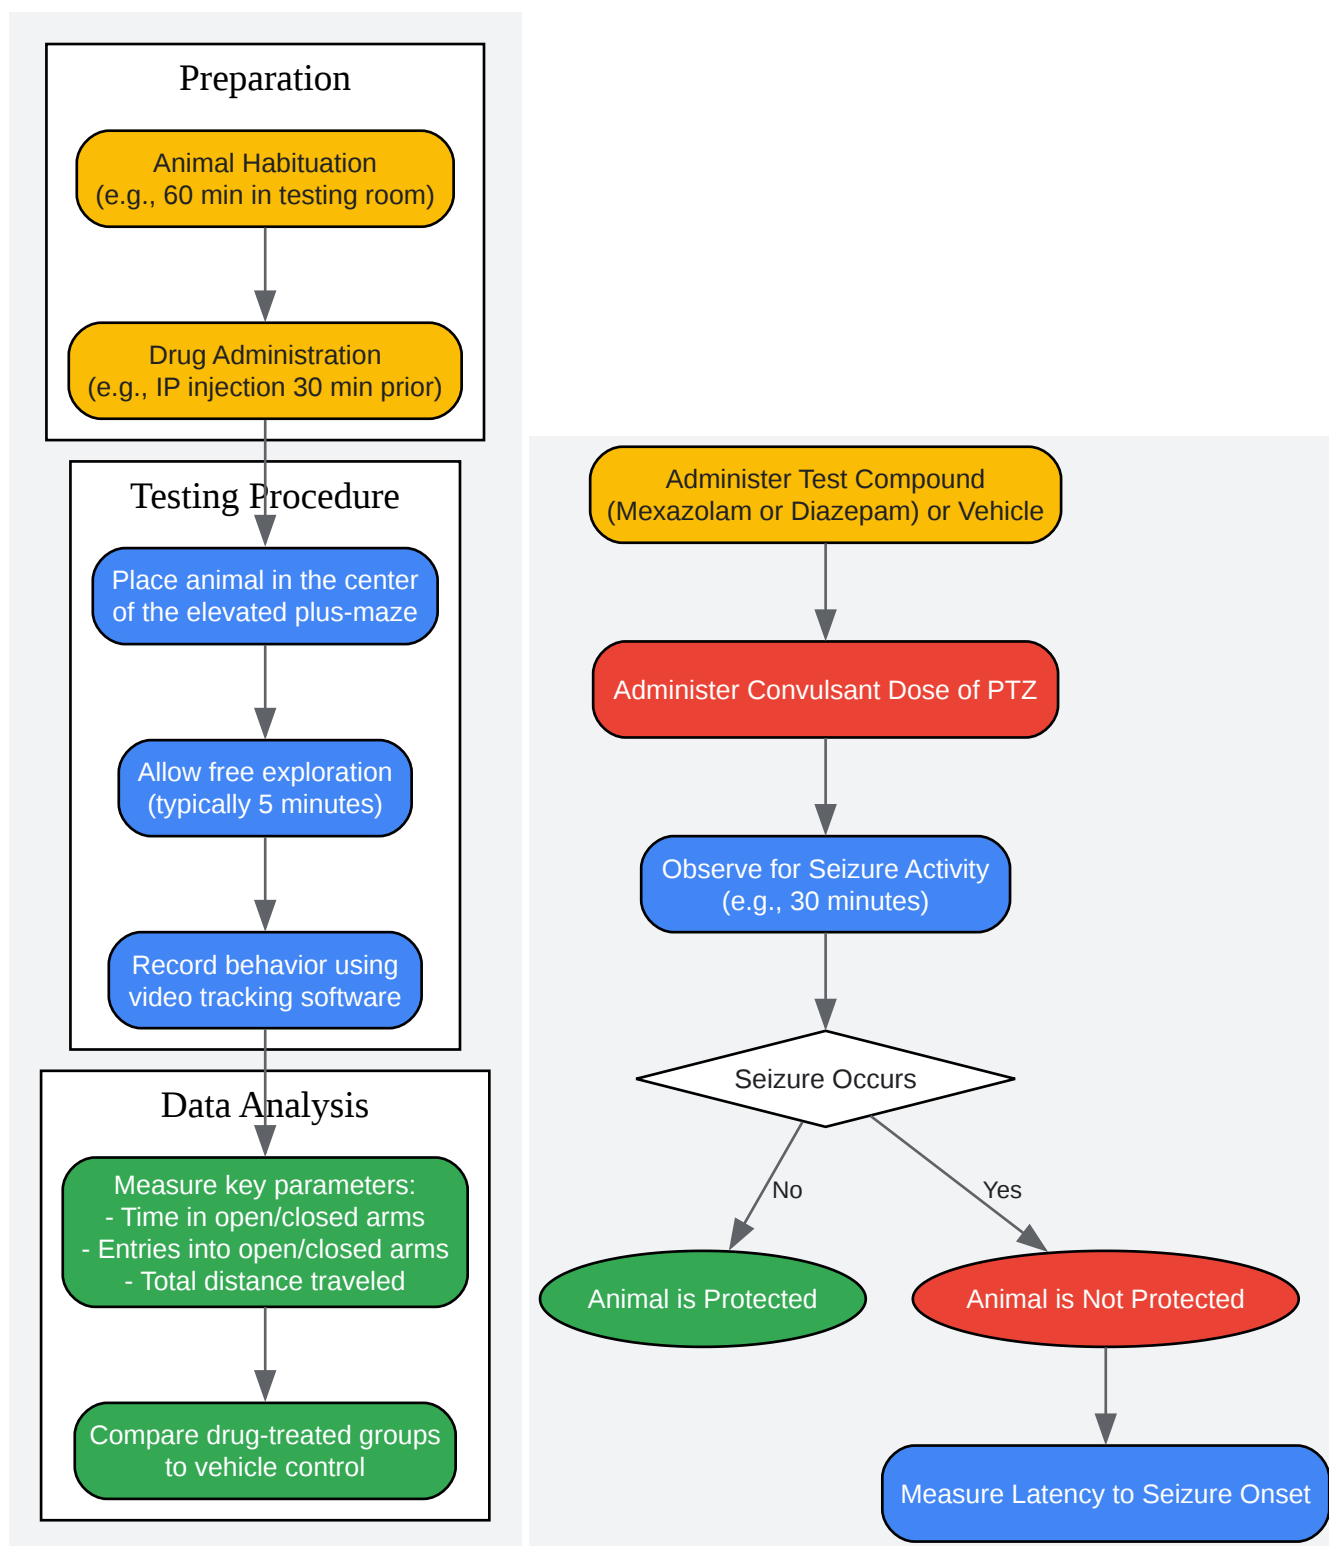 Preparation
Animal Habituation
(e.g., 60 min in testing room)
Drug Administration
(e.g., IP injection 30 min prior)
Testing Procedure
Place animal in the center
of the elevated plus-maze
Allow free exploration
(typically 5 minutes)
Record behavior using
video tracking software
Data Analysis
Measure key parameters:
- Time in open/closed arms
- Entries into open/closed arms
- Total distance traveled
Compare drug-treated groups
to vehicle control
Administer Test Compound
(Mexazolam or Diazepam) or Vehicle
Administer Convulsant Dose of PTZ
Observe for Seizure Activity
(e.g., 30 minutes)
Seizure Occurs
No
Yes
Animal is Protected
Animal is Not Protected
Measure Latency to Seizure Onset